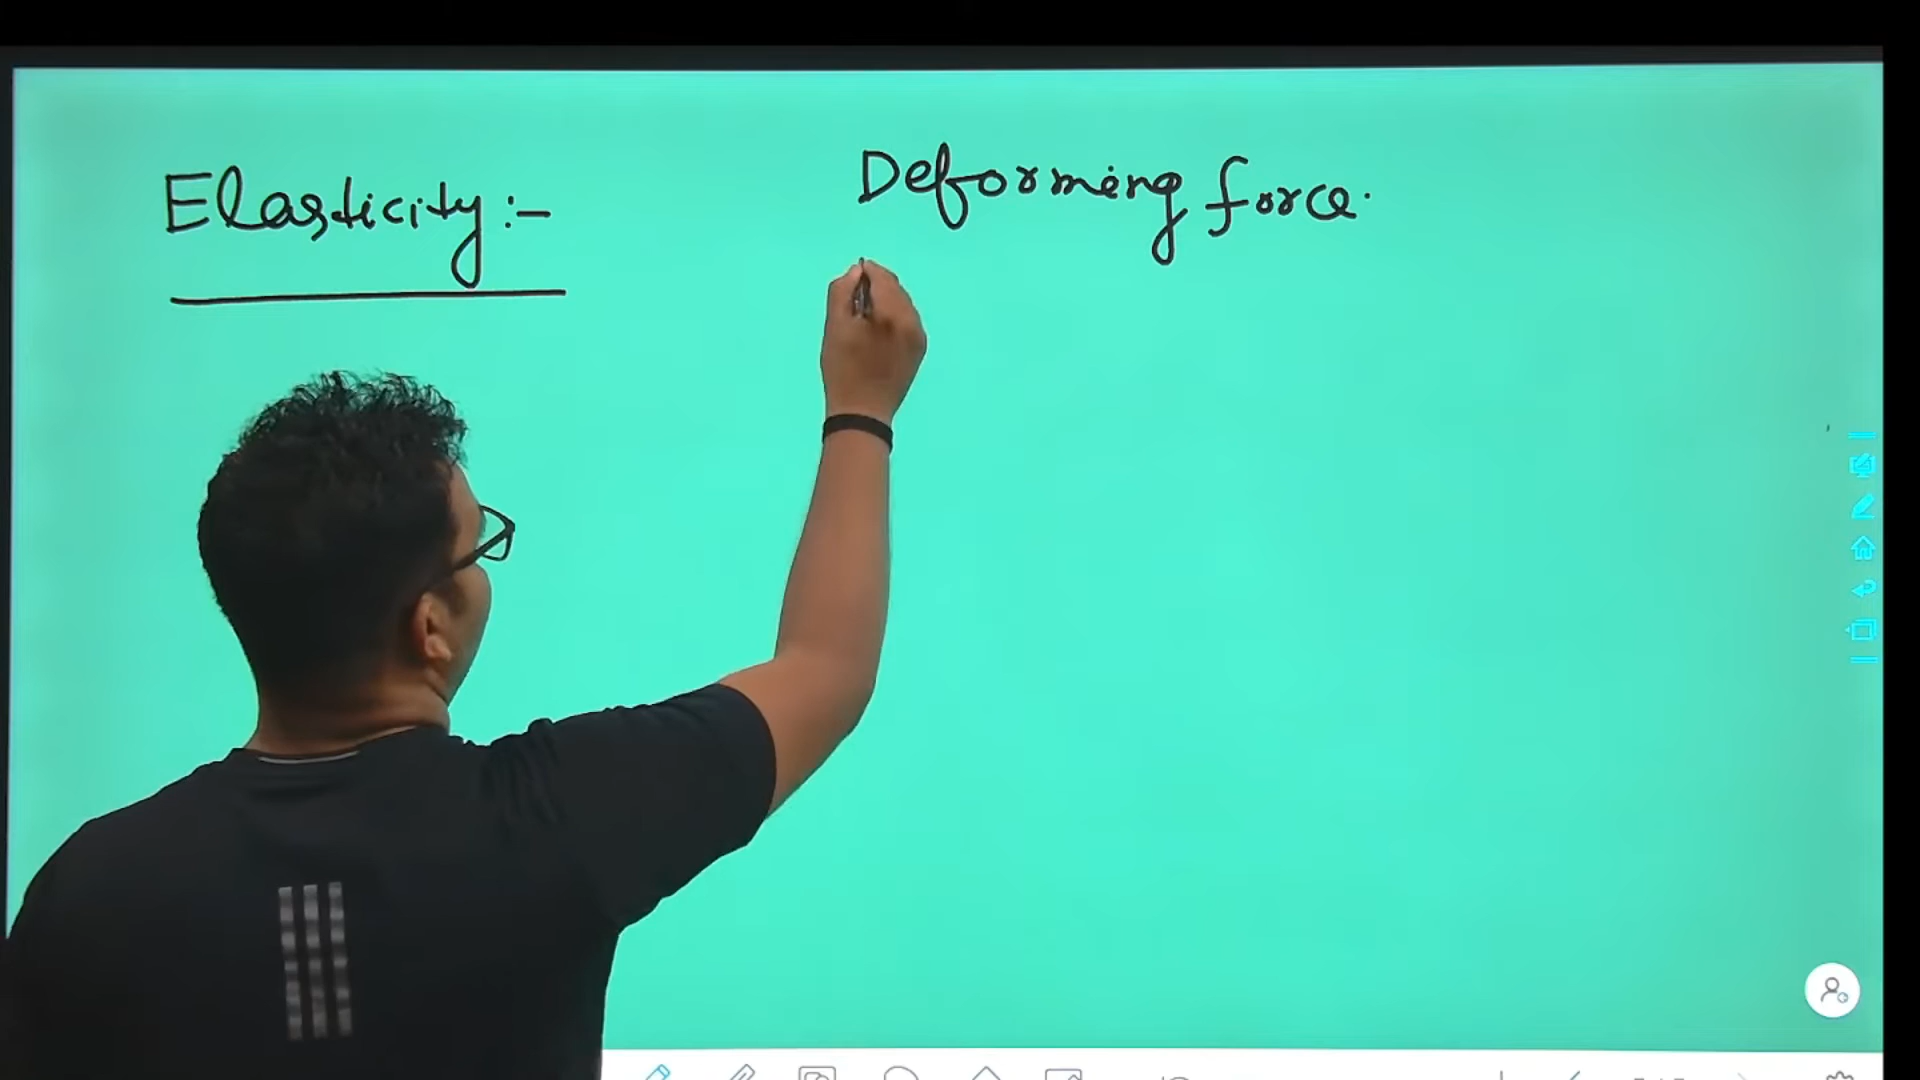 Elasticity :-
Deforming force.